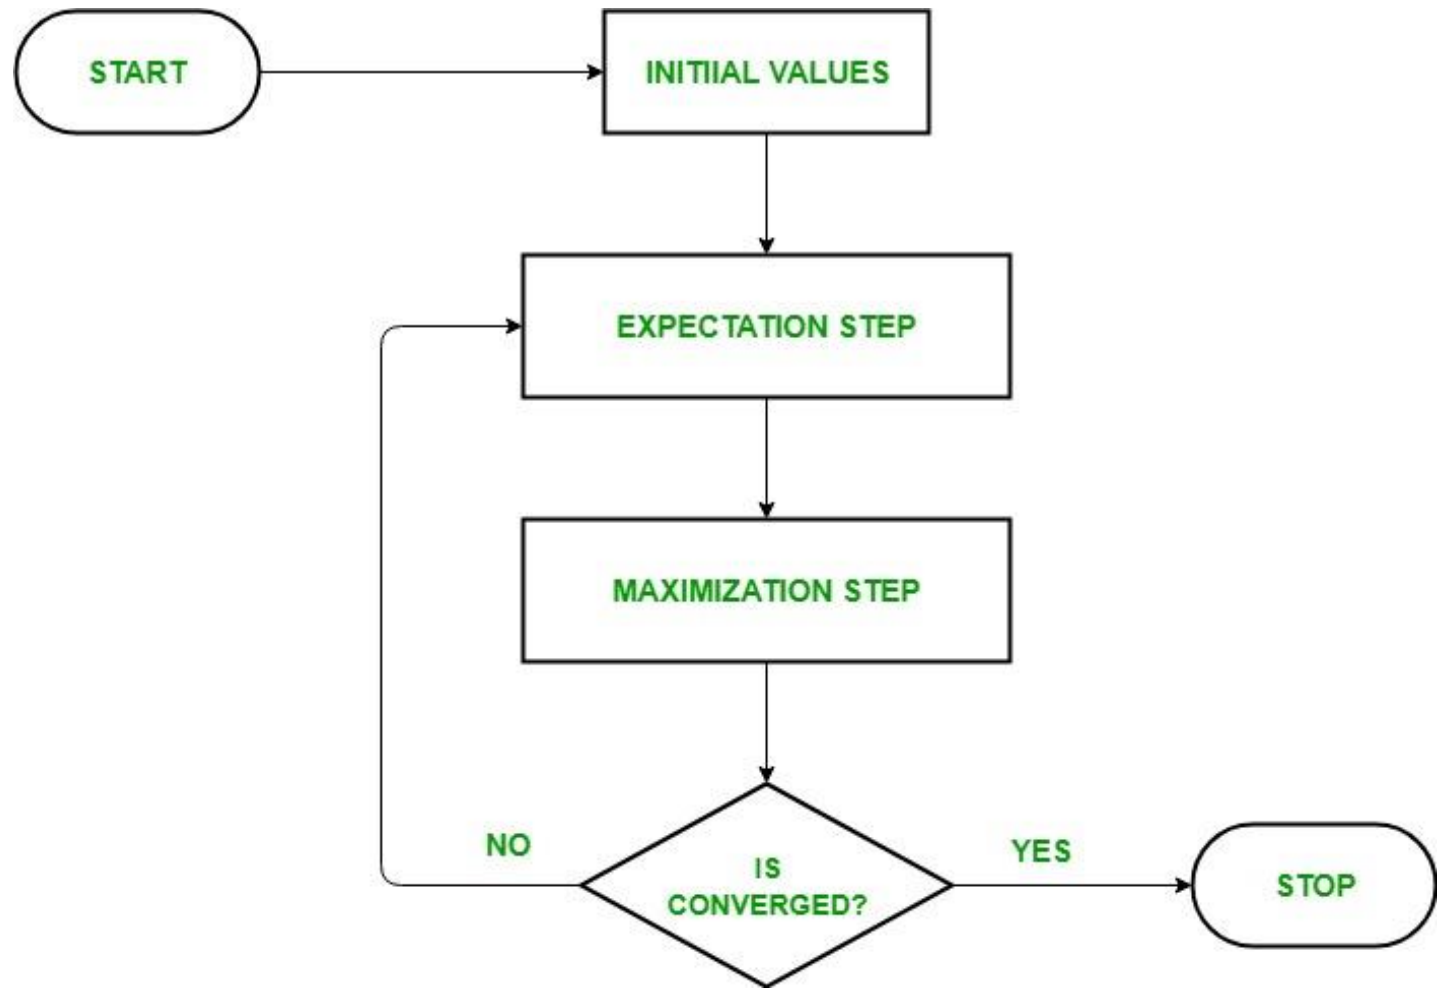 START
INITIIAL VALUES
EXPECTATION STEP
MAXIMIZATION STEP
NO
YES
IS
CONVERGED?
STOP